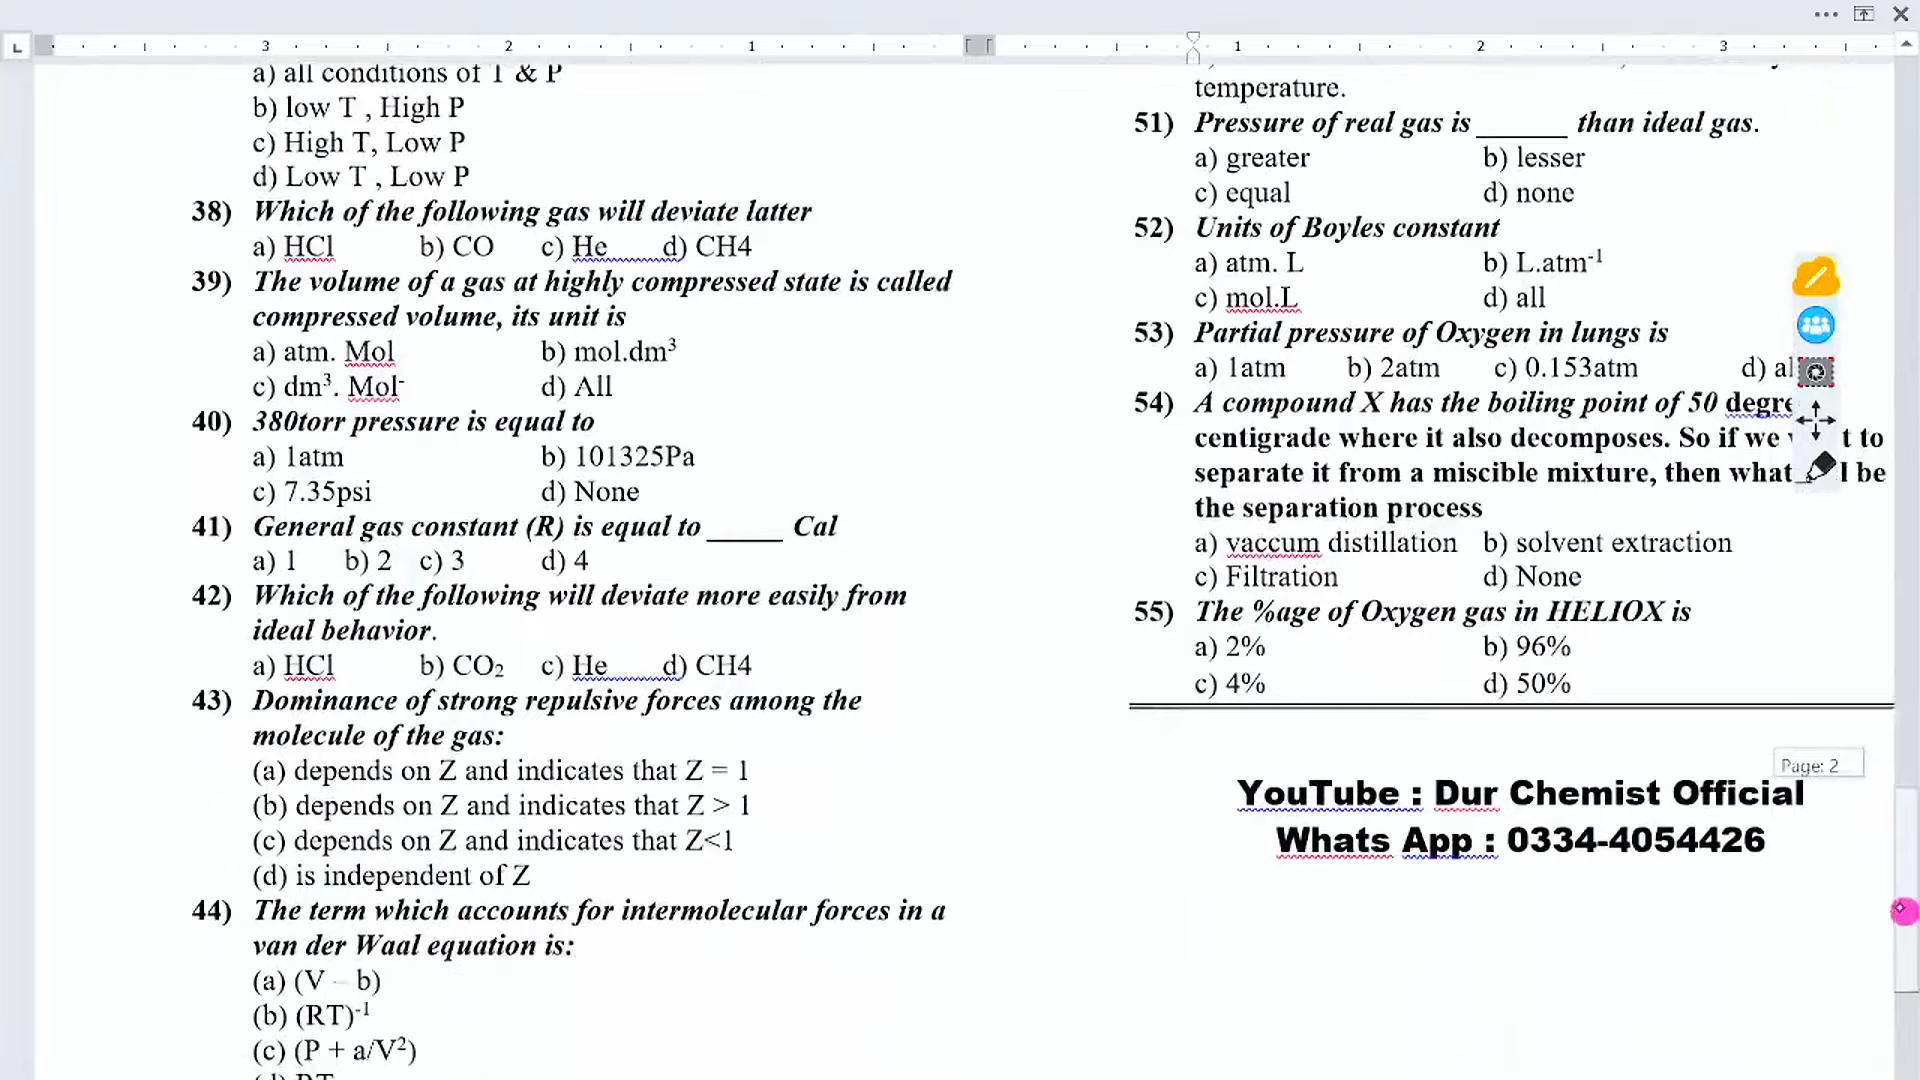 3 2 1 1 2 3
a) all conditions of T & P
b) low T , High P
c) High T, Low P
d) Low T , Low P
38) Which of the following gas will deviate latter
a) HCl b) CO c) He d) CH4
39) The volume of a gas at highly compressed state is called
compressed volume, its unit is
a) atm. Mol b) mol.dm³
c) dm³. Mol⁻ d) All
40) 380torr pressure is equal to
a) 1atm b) 101325Pa
c) 7.35psi d) None
41) General gas constant (R) is equal to _____ Cal
a) 1 b) 2 c) 3 d) 4
42) Which of the following will deviate more easily from
ideal behavior.
a) HCl b) CO₂ c) He d) CH4
43) Dominance of strong repulsive forces among the
molecule of the gas:
(a) depends on Z and indicates that Z = 1
(b) depends on Z and indicates that Z > 1
(c) depends on Z and indicates that Z<1
(d) is independent of Z
44) The term which accounts for intermolecular forces in a
van der Waal equation is:
(a) (V – b)
(b) (RT)⁻¹
(c) (P + a/V²)
temperature.
51) Pressure of real gas is ______ than ideal gas.
a) greater b) lesser
c) equal d) none
52) Units of Boyles constant
a) atm. L b) L.atm⁻¹
c) mol.L d) all
53) Partial pressure of Oxygen in lungs is
a) 1atm b) 2atm c) 0.153atm d) al
54) A compound X has the boiling point of 50 degre
centigrade where it also decomposes. So if we t to
separate it from a miscible mixture, then what l be
the separation process
a) vaccum distillation b) solvent extraction
c) Filtration d) None
55) The %age of Oxygen gas in HELIOX is
a) 2% b) 96%
c) 4% d) 50%
Page: 2
YouTube : Dur Chemist Official
Whats App : 0334-4054426